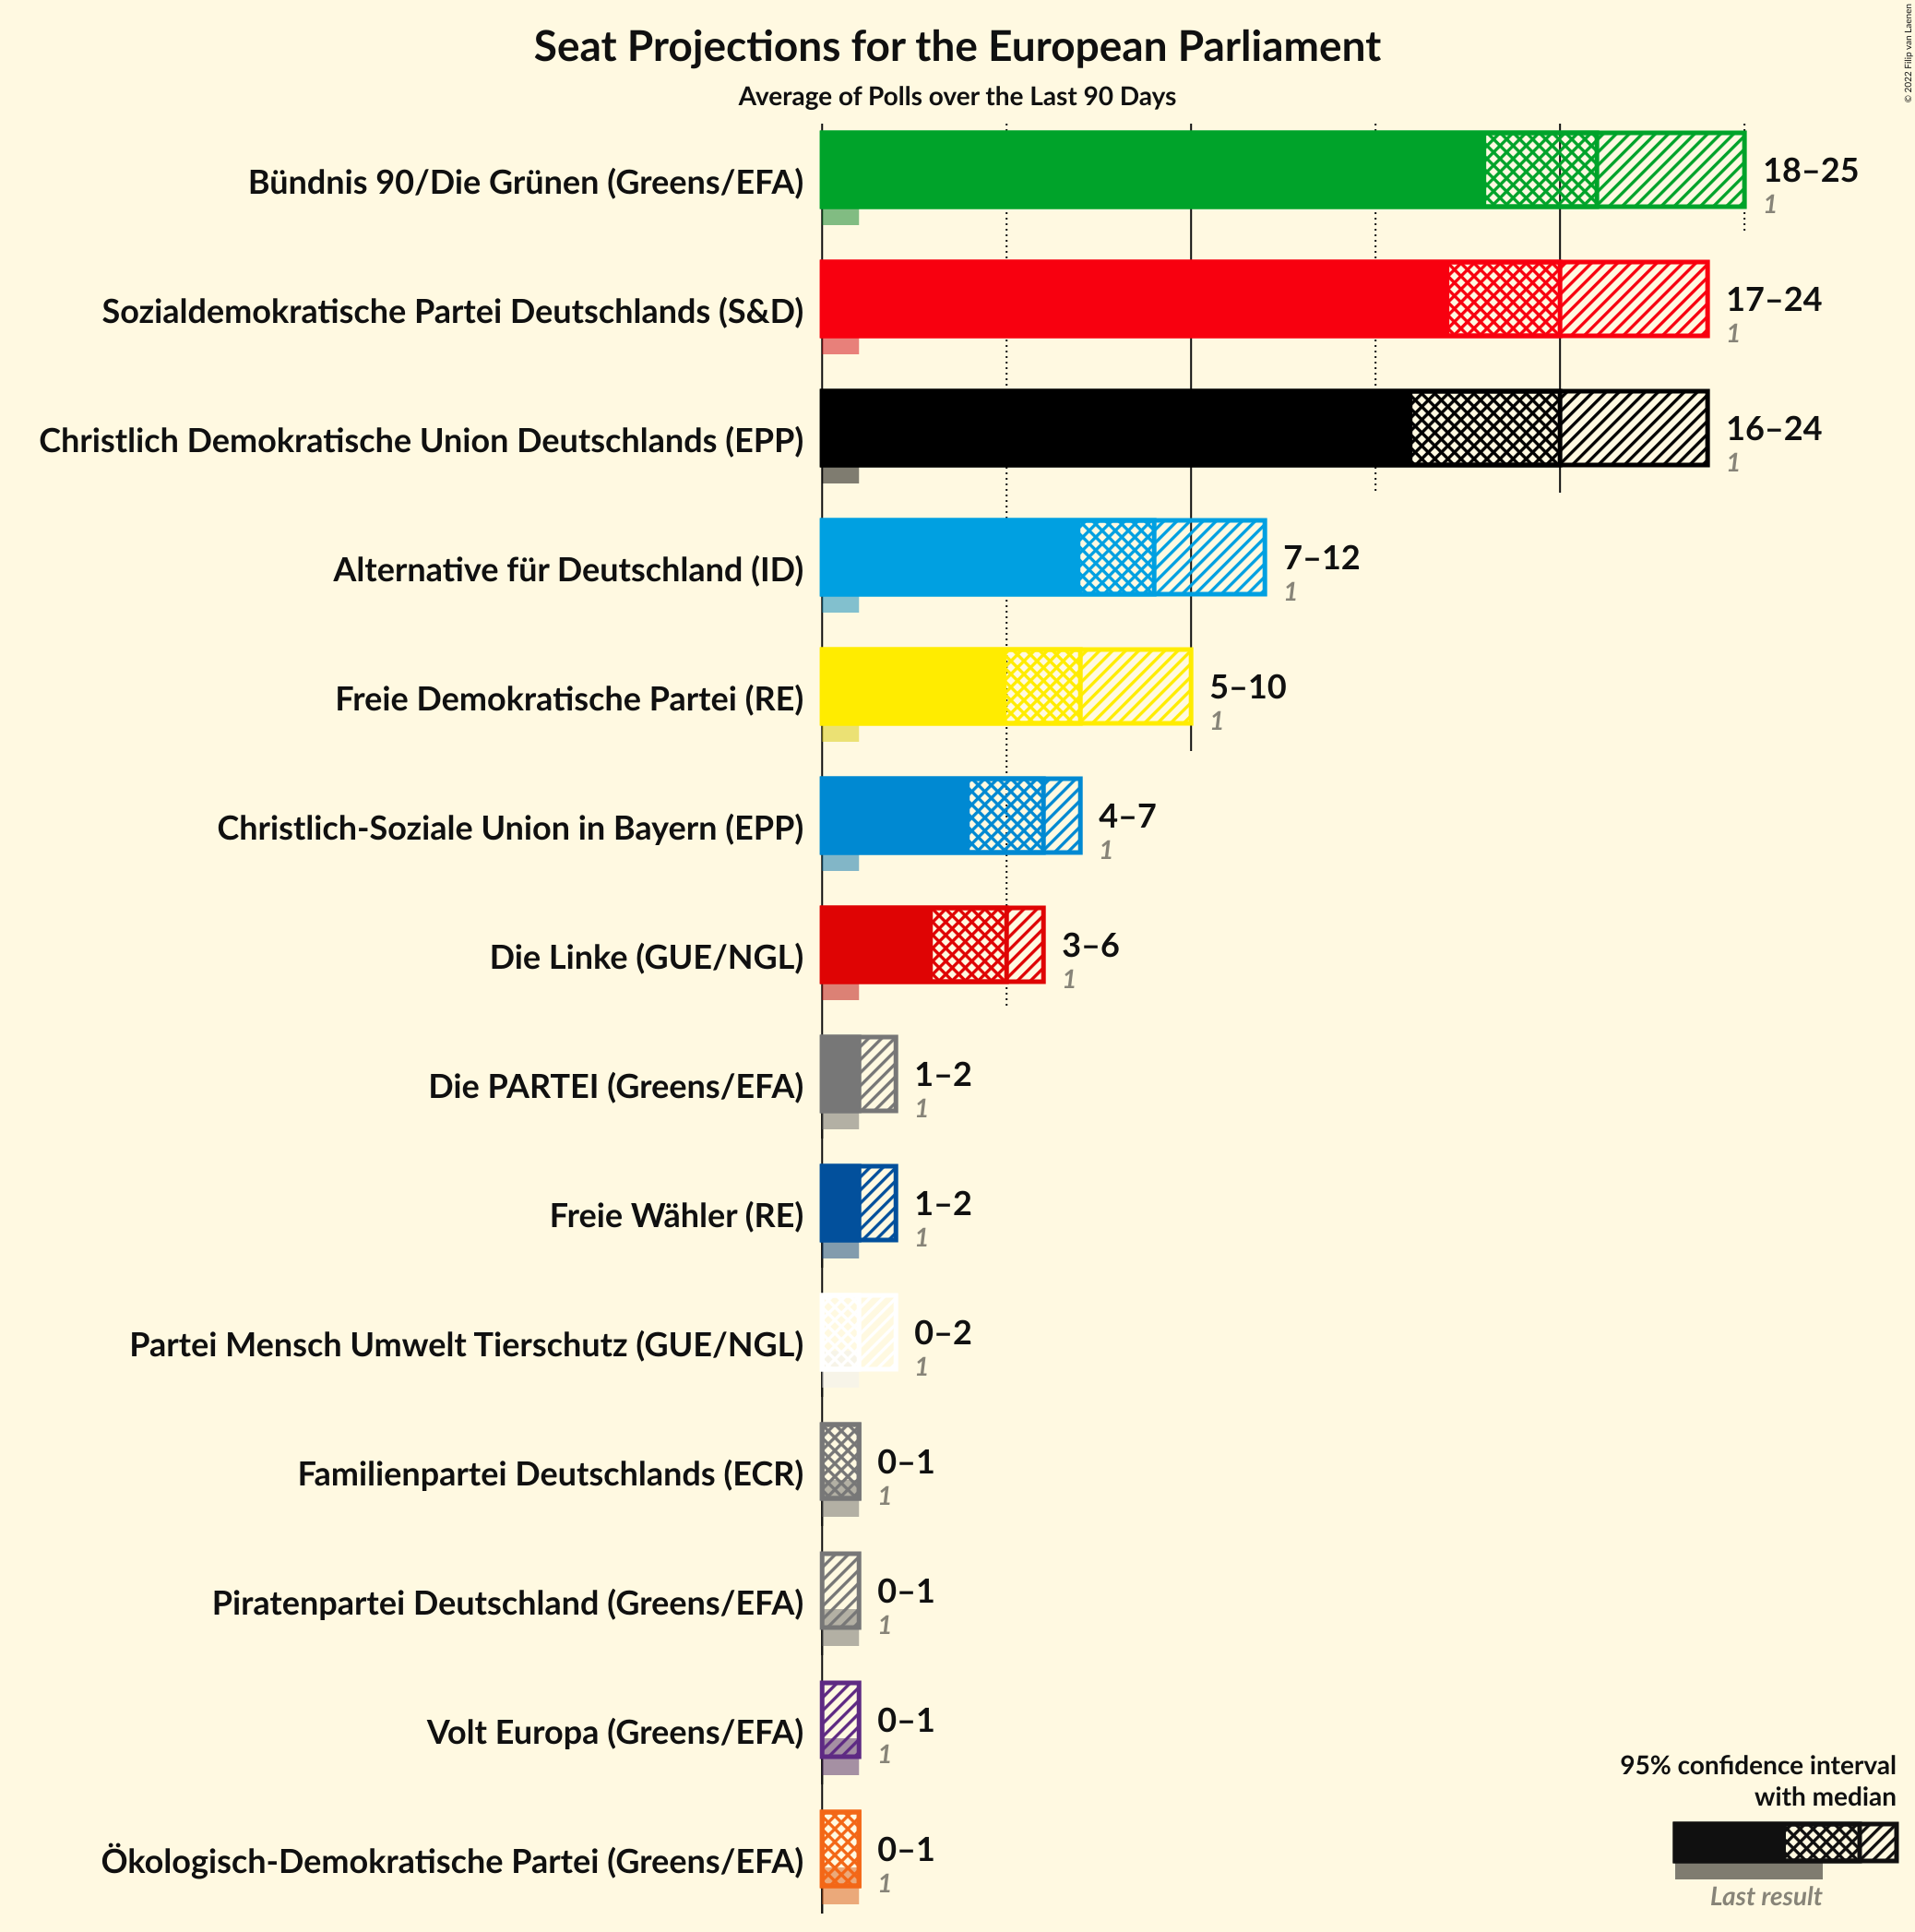 Seat Projections for the European Parliament
Average of Polls over the Last 90 Days
© 2022 Filip van Laenen
Bündnis 90/Die Grünen (Greens/EFA)
18–25
1
Sozialdemokratische Partei Deutschlands (S&D)
17–24
1
Christlich Demokratische Union Deutschlands (EPP)
16–24
1
Alternative für Deutschland (ID)
7–12
1
Freie Demokratische Partei (RE)
5–10
1
Christlich-Soziale Union in Bayern (EPP)
4–7
1
Die Linke (GUE/NGL)
3–6
1
Die PARTEI (Greens/EFA)
1–2
1
Freie Wähler (RE)
1–2
1
Partei Mensch Umwelt Tierschutz (GUE/NGL)
0–2
1
Familienpartei Deutschlands (ECR)
0–1
1
Piratenpartei Deutschland (Greens/EFA)
0–1
1
Volt Europa (Greens/EFA)
0–1
1
Ökologisch-Demokratische Partei (Greens/EFA)
0–1
1
95% confidence interval
with median
Last result